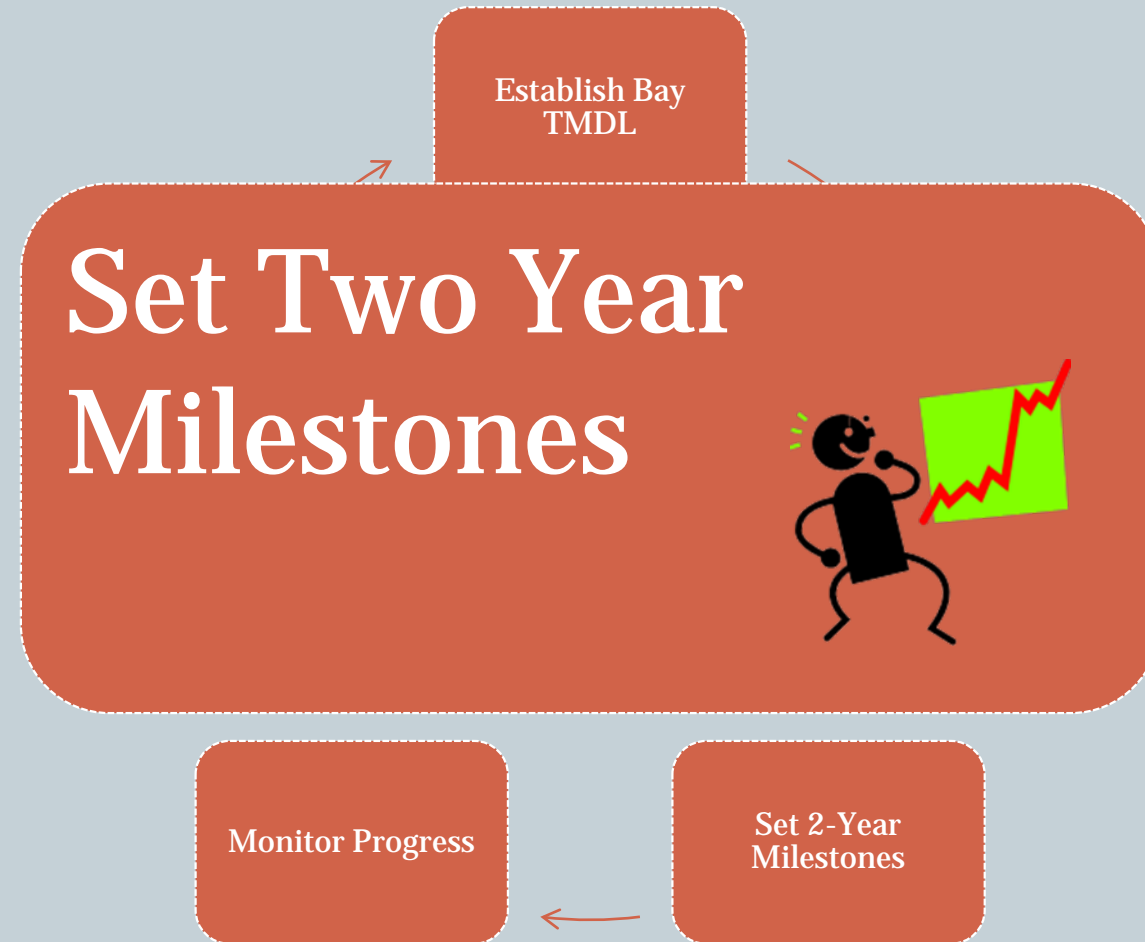 Establish Bay
TMDL
Set Two Year
Milestones
Monitor Progress
Set 2-Year
Milestones